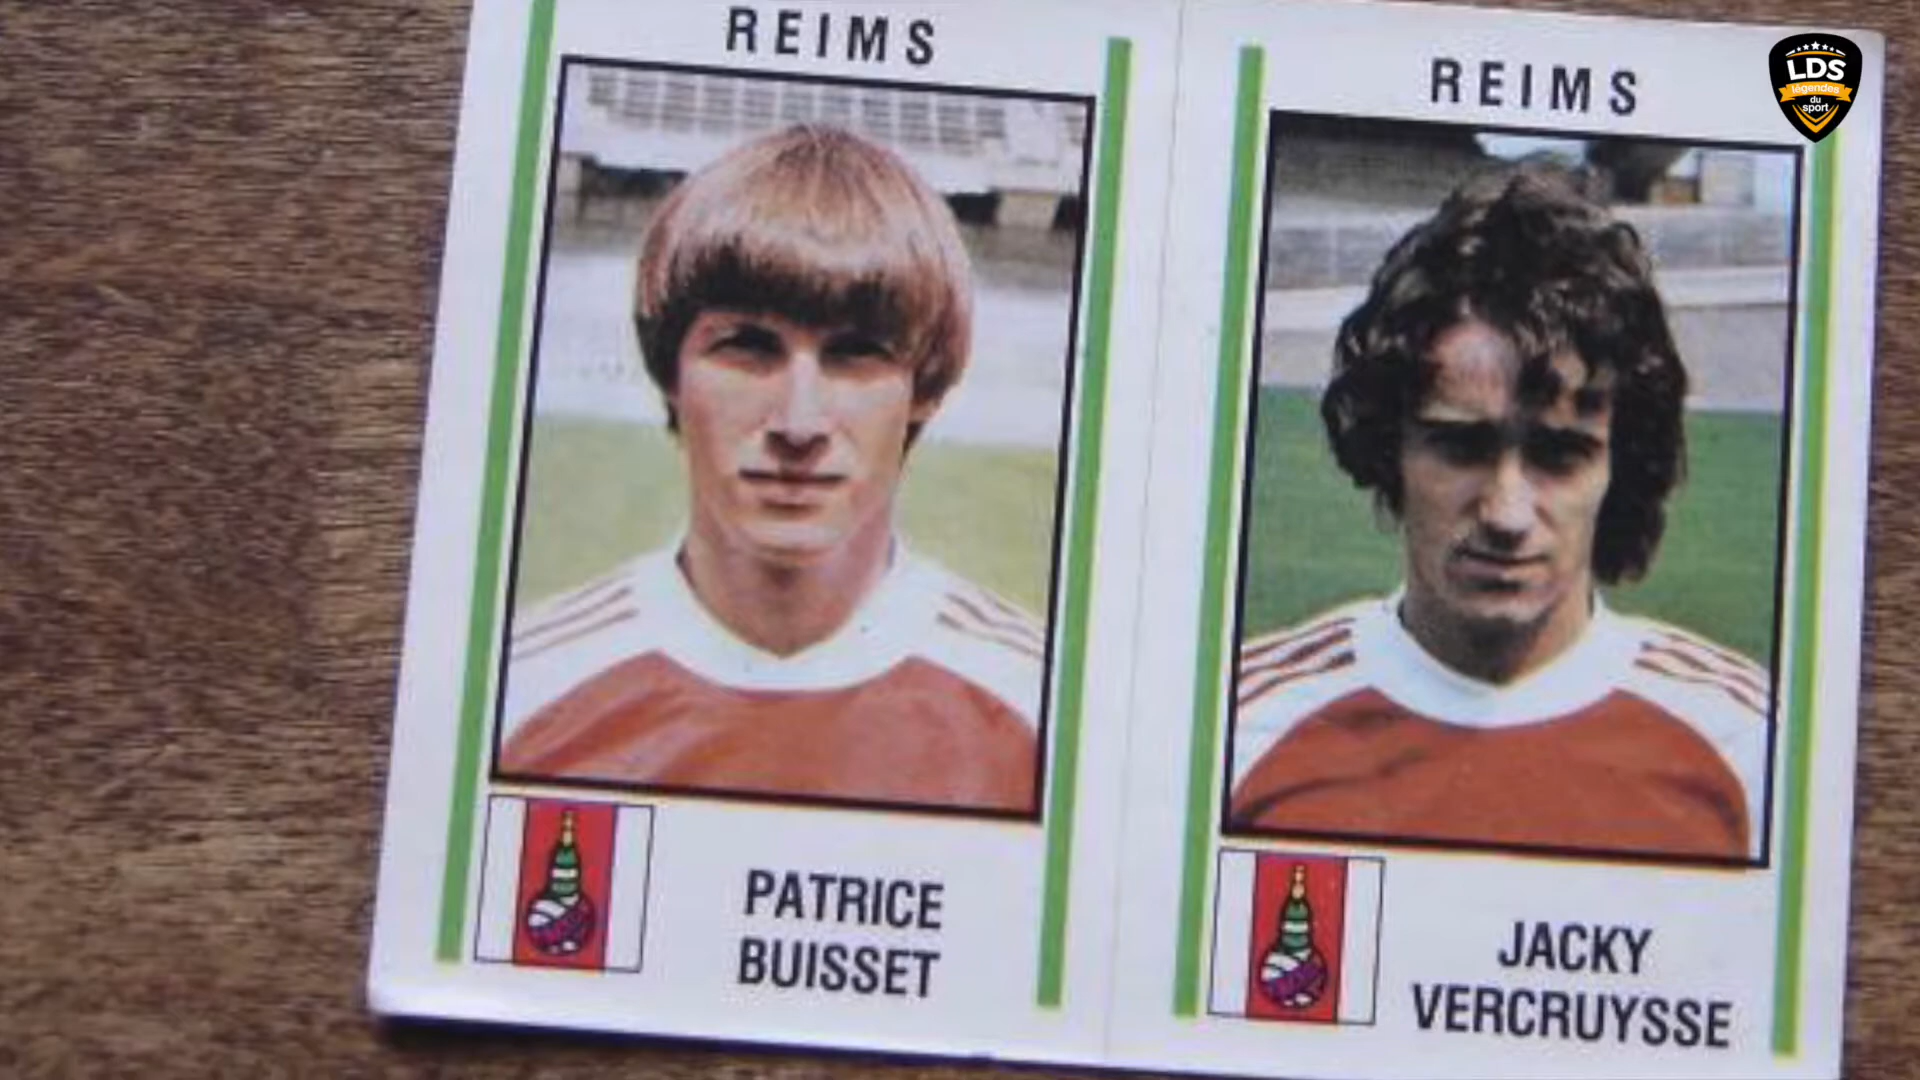 REIMS
PATRICE
BUISSET
REIMS
JACKY
VERCRUYSSE
LDS
légendes
du
sport